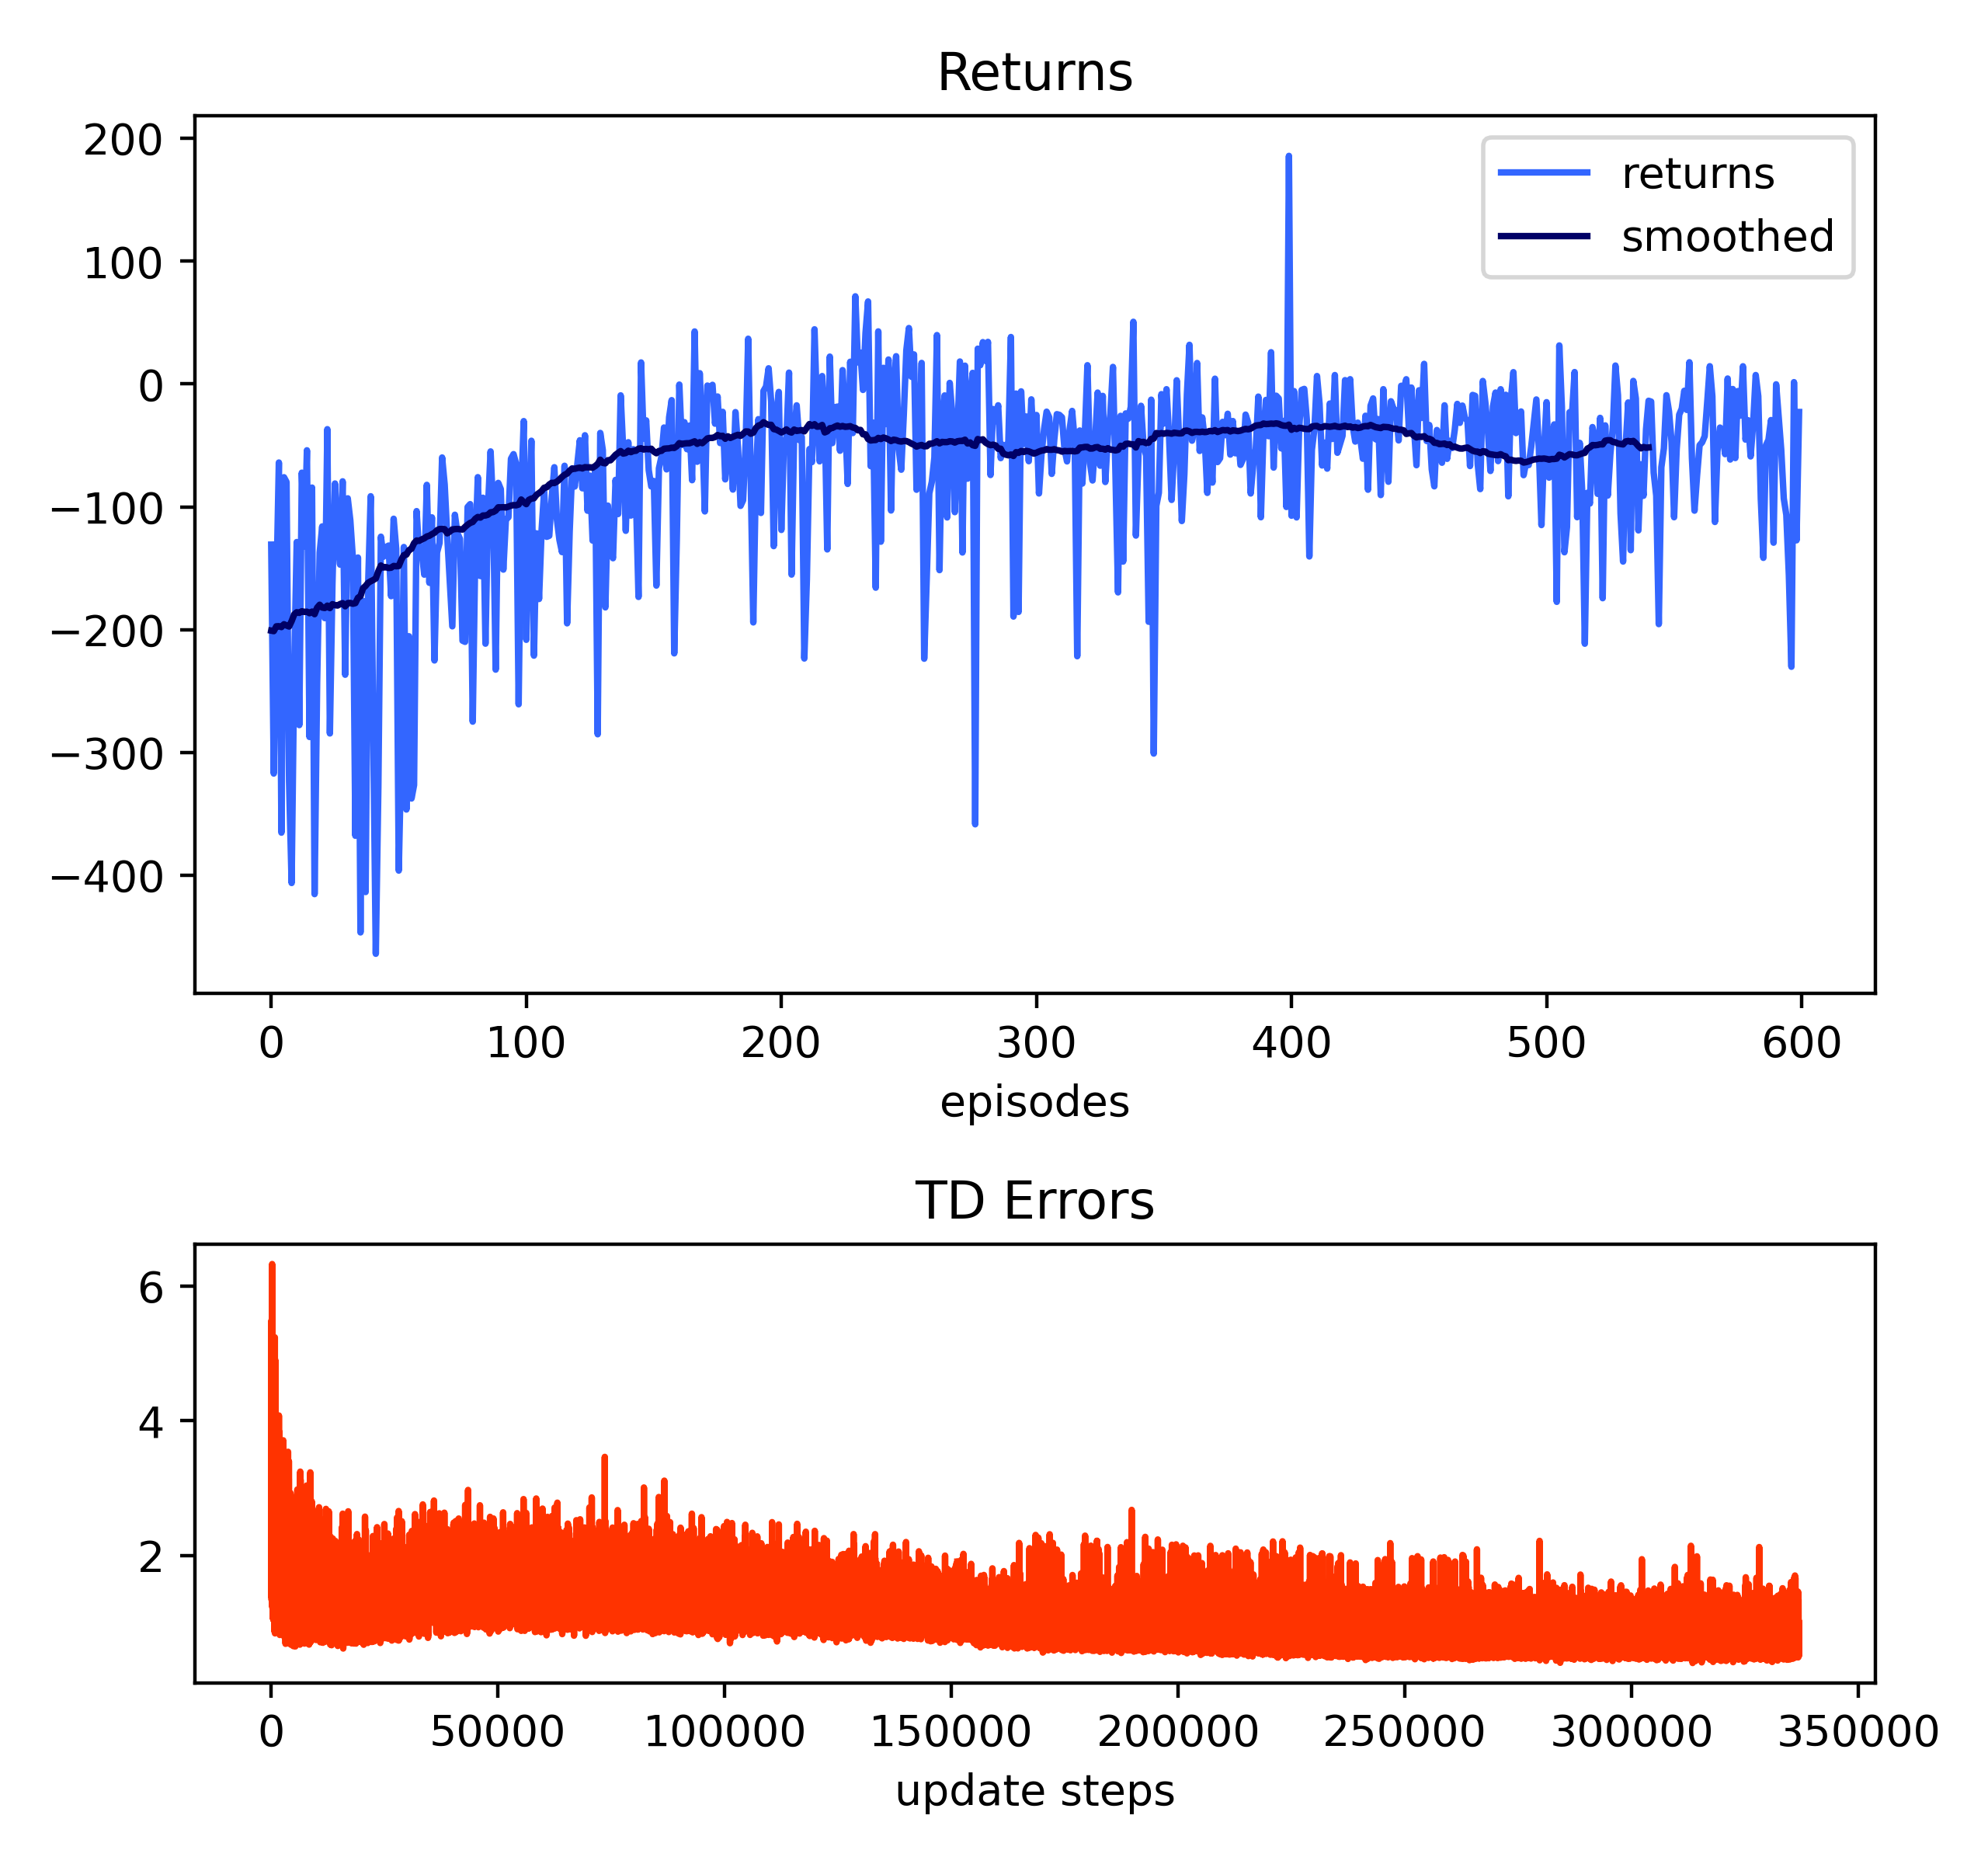 Returns
200
100
0
−100
−200
−300
−400
returns
smoothed
0 100 200 300 400 500 600
episodes
TD Errors
6
4
2
0 50000 100000 150000 200000 250000 300000 350000
update steps